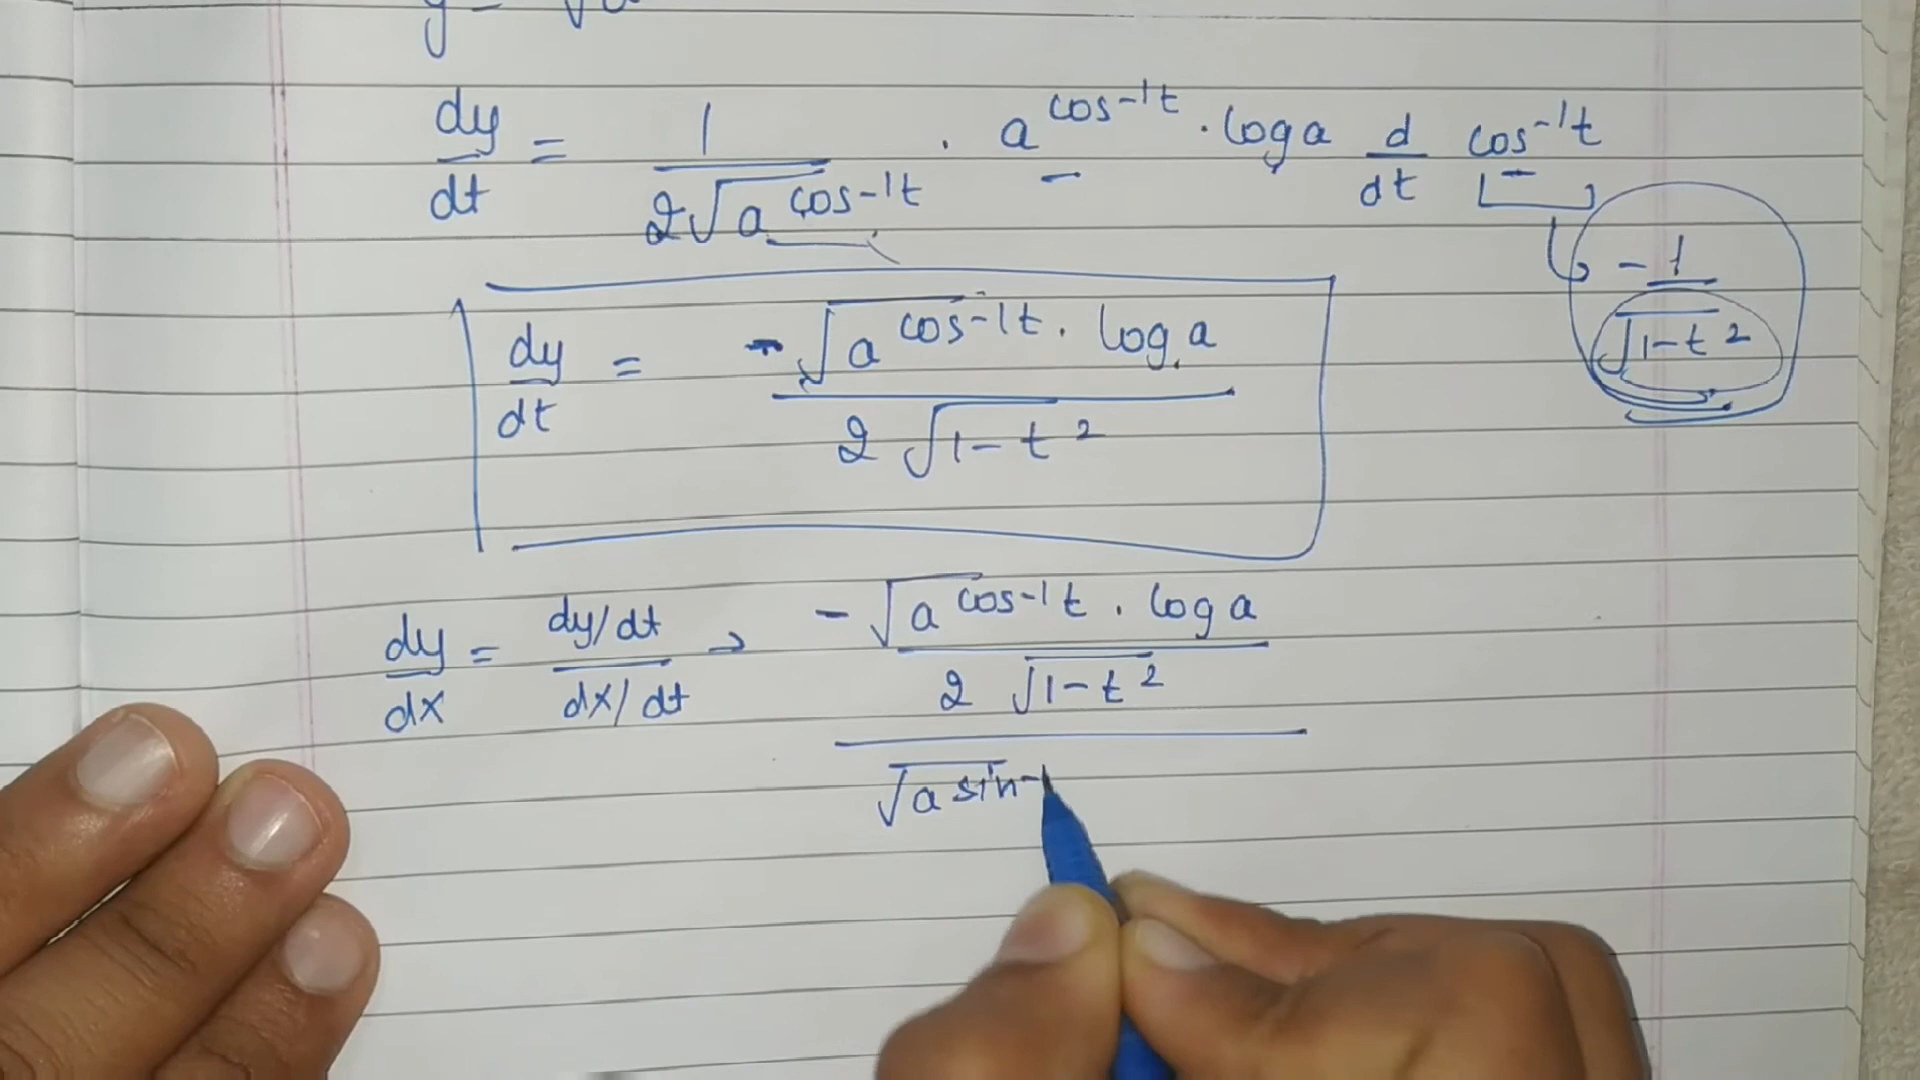 y = √a
dy/dt = 1/2√a^cos-1t . a^cos-1t . log a d/dt cos-1t
-1/√1-t²
dy/dt = -√a^cos-1t . log a / 2√1-t²
dy/dx = dy/dt / dx/dt → -√a^cos-1t . log a / 2√1-t²
√a^sin-1